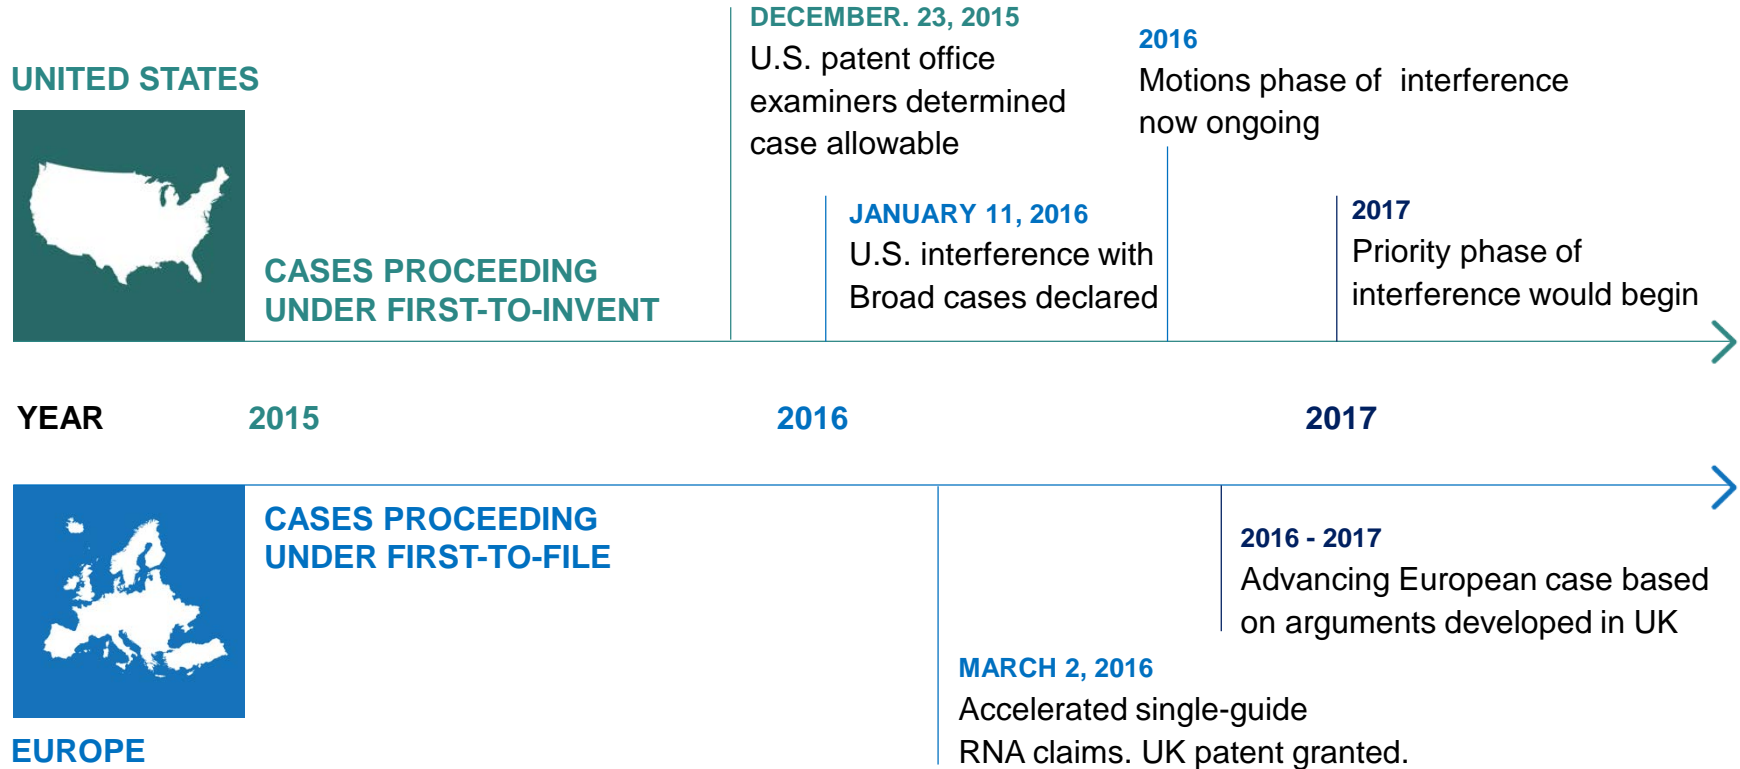 UNITED STATES
DECEMBER. 23, 2015
U.S. patent office
examiners determined
case allowable
2016
Motions phase of interference
now ongoing
JANUARY 11, 2016
U.S. interference with
Broad cases declared
2017
Priority phase of
interference would begin
CASES PROCEEDING
UNDER FIRST-TO-INVENT
YEAR 2015 2016 2017
CASES PROCEEDING
UNDER FIRST-TO-FILE
2016 - 2017
Advancing European case based
on arguments developed in UK
MARCH 2, 2016
Accelerated single-guide
RNA claims. UK patent granted.
EUROPE